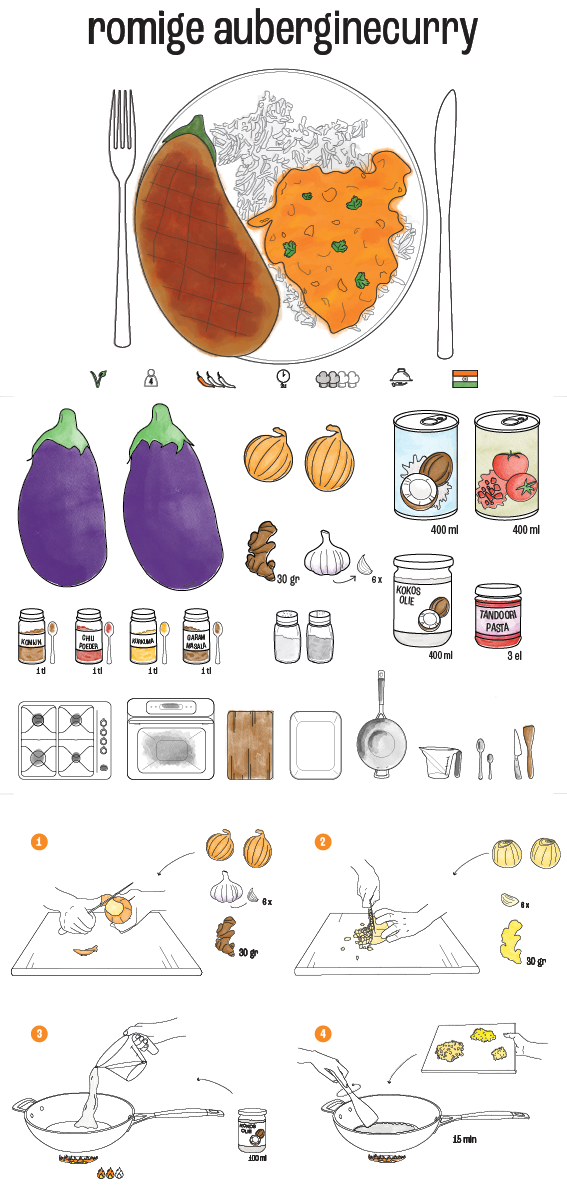 romige auberginecurry
4
400 ml
400 ml
30 gr
6 x
KOKOS
OLIE
TANDOORI
PASTA
400 ml
3 el
KOMIJN
CHILI
POEDER
KURKUMA
GARAM
MASALA
1 tl
1 tl
1 tl
1 tl
1
6 x
30 gr
2
6 x
30 gr
3
KOKOS
OLIE
100 ml
4
15 min